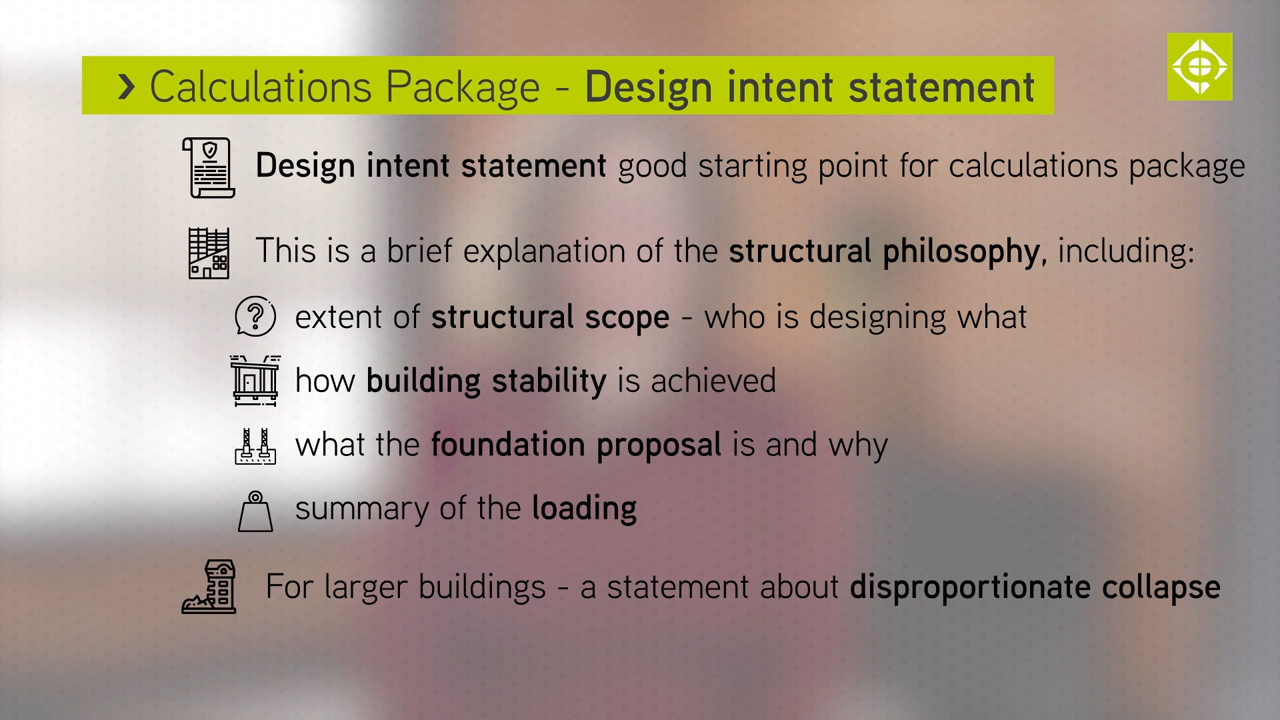 › Calculations Package - Design intent statement
Design intent statement good starting point for calculations package
This is a brief explanation of the structural philosophy, including:
extent of structural scope - who is designing what
how building stability is achieved
what the foundation proposal is and why
summary of the loading
For larger buildings - a statement about disproportionate collapse